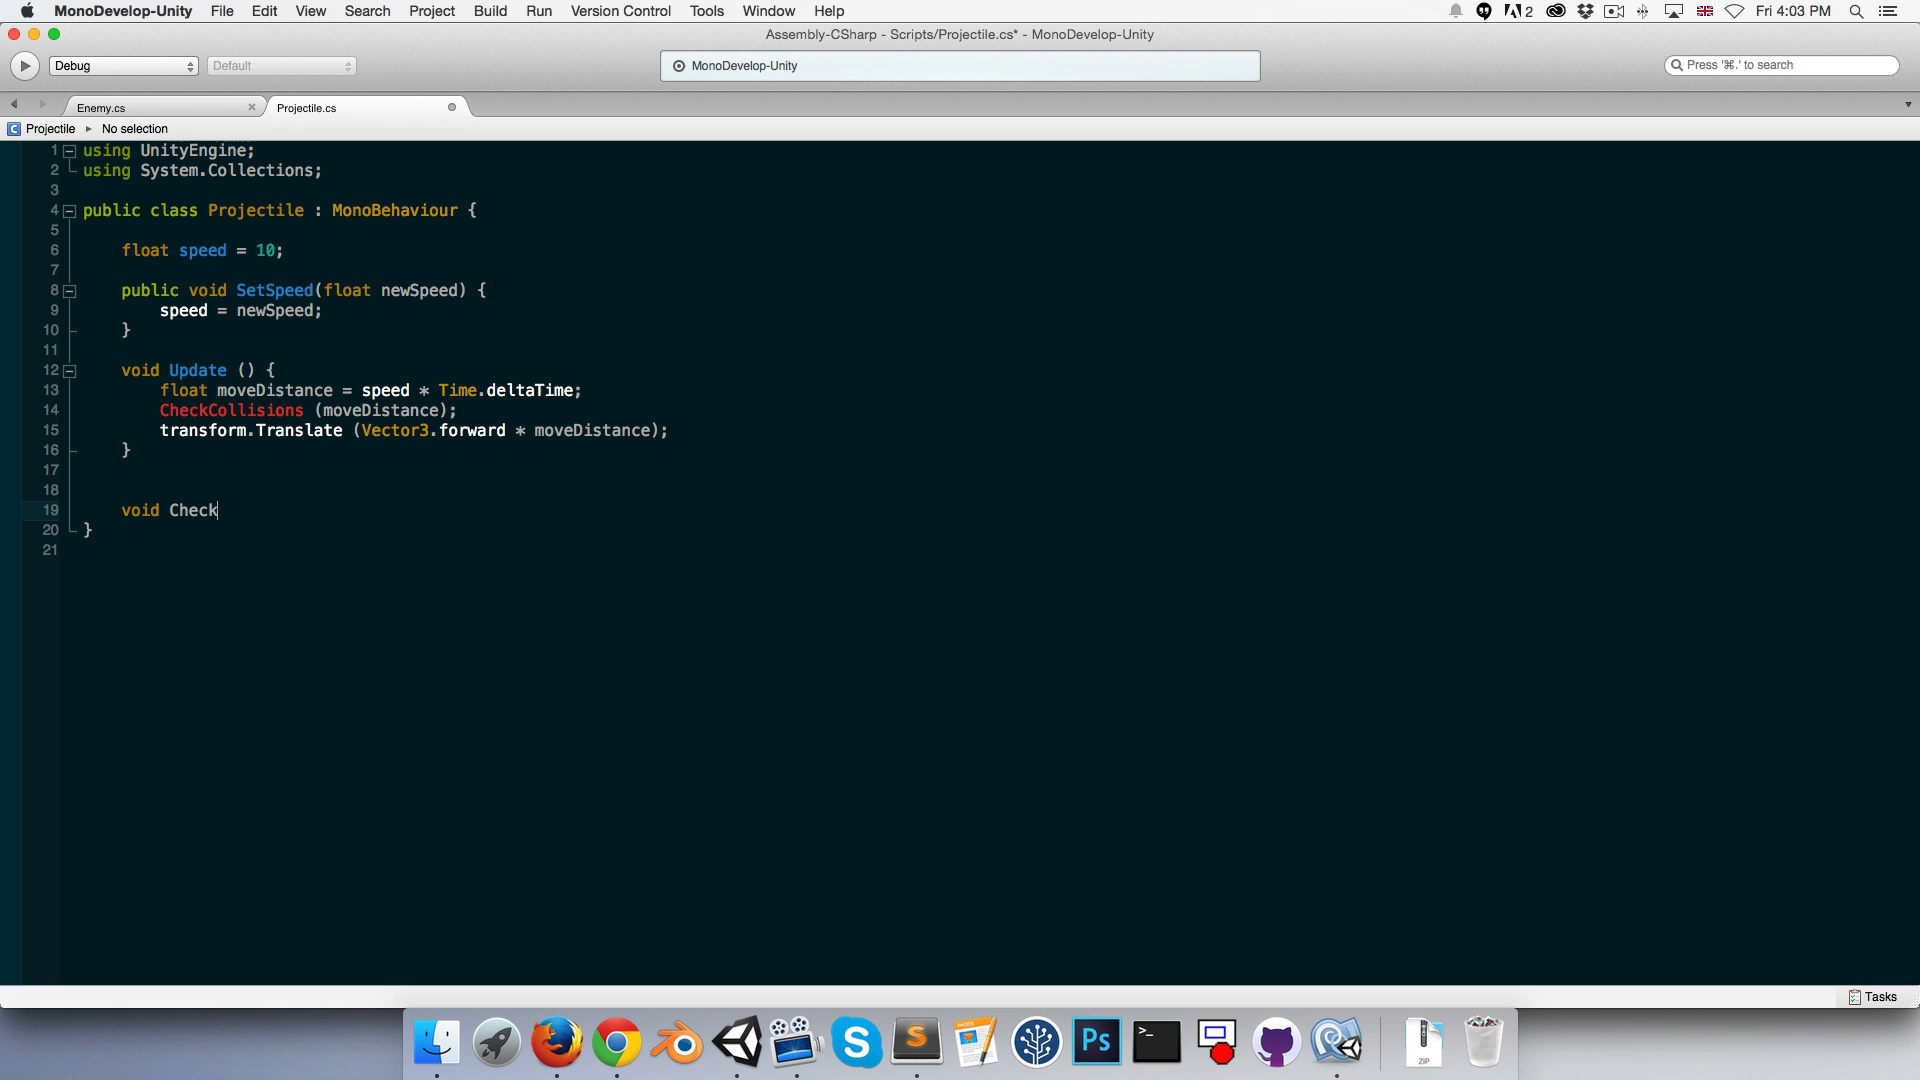 MonoDevelop-Unity File Edit View Search Project Build Run Version Control Tools Window Help 2 Fri 4:03 PM
Assembly-CSharp - Scripts/Projectile.cs* - MonoDevelop-Unity
Debug Default MonoDevelop-Unity Press '⌘.' to search
Enemy.cs Projectile.cs
C Projectile No selection
1 using UnityEngine;
2 using System.Collections;
3
4 public class Projectile : MonoBehaviour {
5
6 float speed = 10;
7
8 public void SetSpeed(float newSpeed) {
9 speed = newSpeed;
10 }
11
12 void Update () {
13 float moveDistance = speed * Time.deltaTime;
14 CheckCollisions (moveDistance);
15 transform.Translate (Vector3.forward * moveDistance);
16 }
17
18
19 void Check
20 }
21
Tasks
S S PAGES Ps >_ ZIP